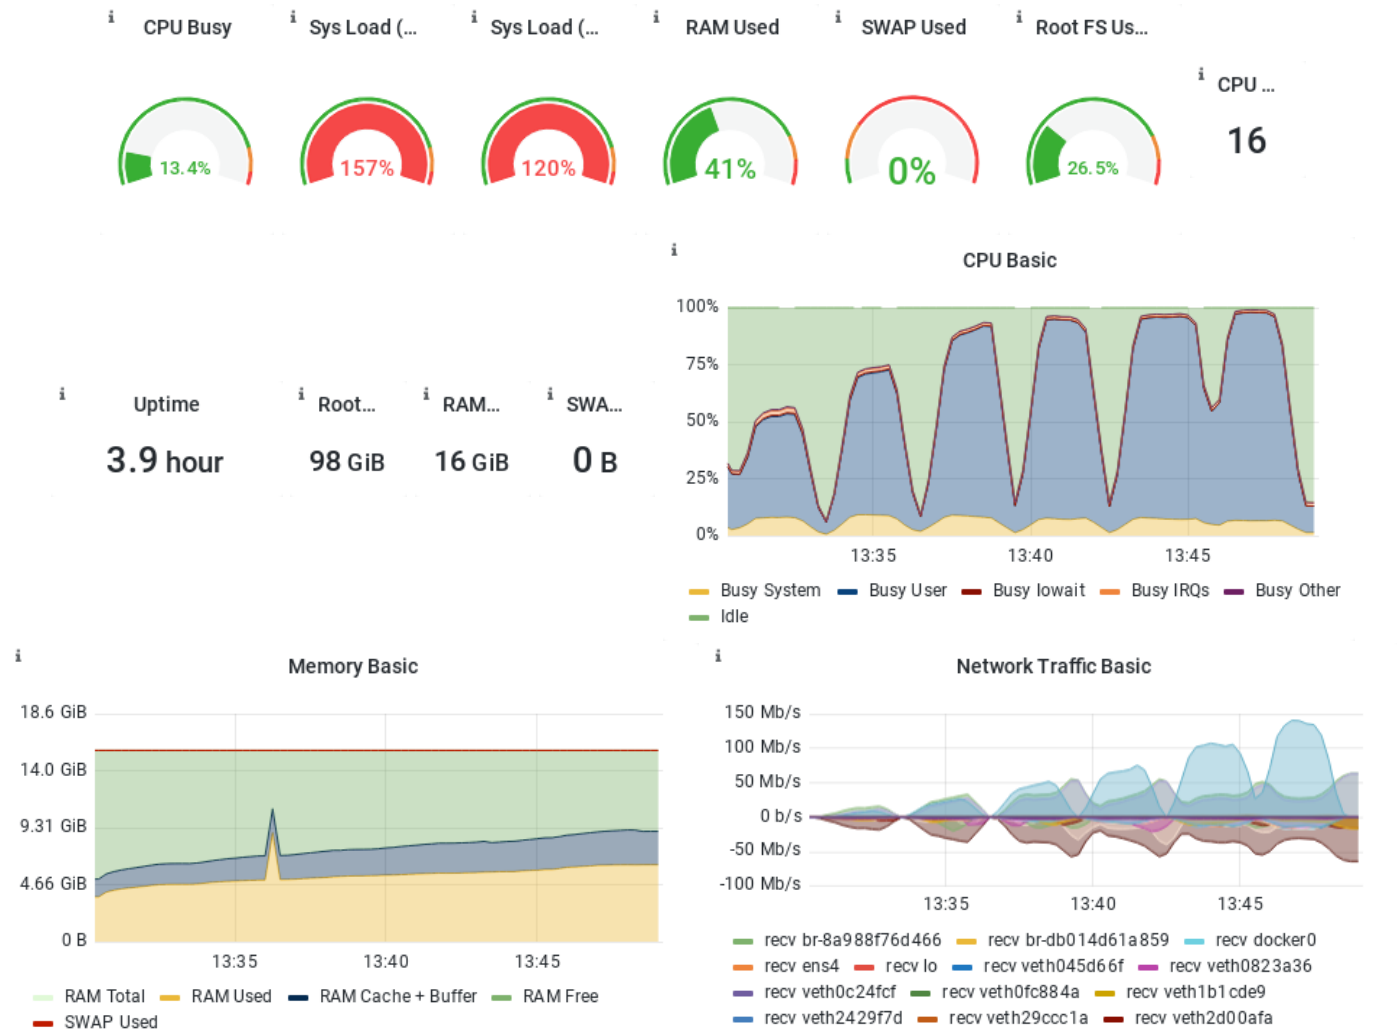 CPU Busy
Sys Load (...
Sys Load (...
RAM Used
SWAP Used
Root FS Us...
CPU ...
13.4%
157%
120%
41%
0%
26.5%
16
Uptime
3.9 hour
Root...
98 GiB
RAM...
16 GiB
SWA...
0 B
CPU Basic
100%
75%
50%
25%
0%
13:35 13:40 13:45
Busy System Busy User Busy Iowait Busy IRQs Busy Other
Idle
Memory Basic
18.6 GiB
14.0 GiB
9.31 GiB
4.66 GiB
0 B
13:35 13:40 13:45
RAM Total RAM Used RAM Cache + Buffer RAM Free
SWAP Used
Network Traffic Basic
150 Mb/s
100 Mb/s
50 Mb/s
0 b/s
-50 Mb/s
-100 Mb/s
13:35 13:40 13:45
recv br-8a988f76d466 recv br-db014d61a859 recv docker0
recv ens4 recv lo recv veth045d66f recv veth0823a36
recv veth0c24fcf recv veth0fc884a recv veth1b1cde9
recv veth2429f7d recv veth29ccc1a recv veth2d00afa